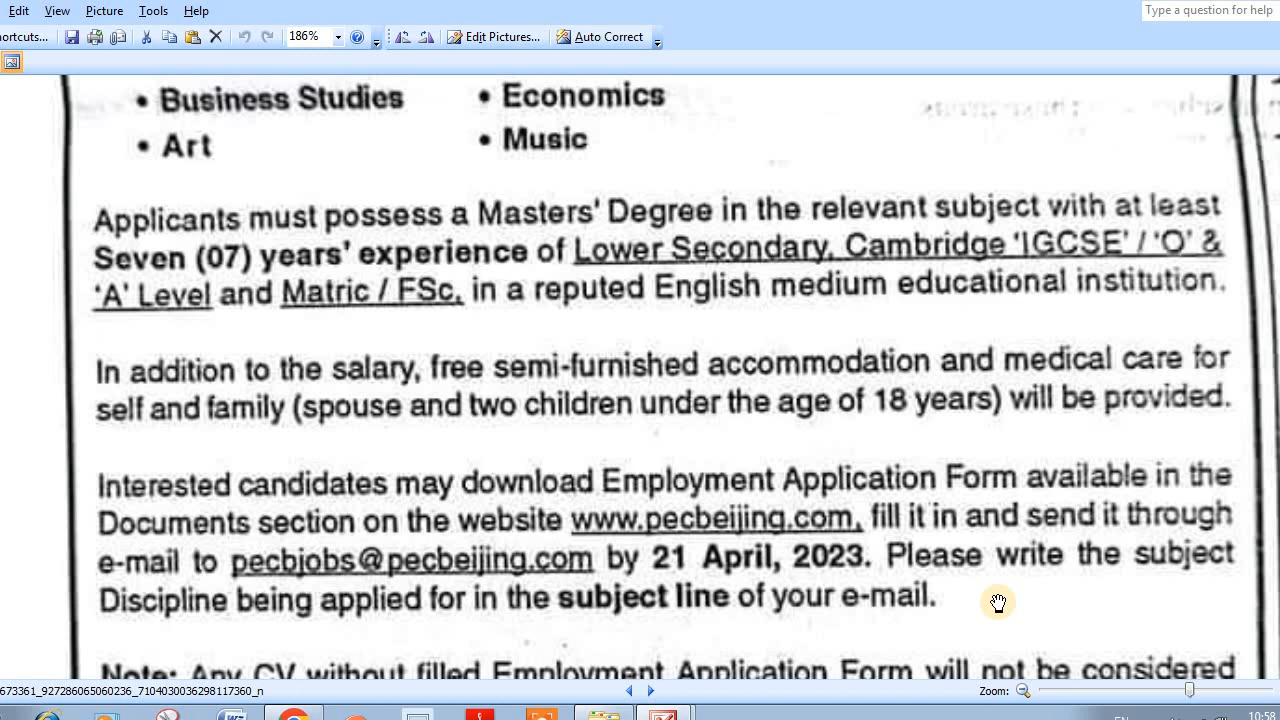 Edit View Picture Tools Help Type a question for help
ortcuts... 186% Edit Pictures... Auto Correct
• Business Studies • Economics
• Art • Music
Applicants must possess a Masters' Degree in the relevant subject with at least
Seven (07) years' experience of Lower Secondary, Cambridge 'IGCSE' / 'O' &
'A' Level and Matric / FSc, in a reputed English medium educational institution.
In addition to the salary, free semi-furnished accommodation and medical care for
self and family (spouse and two children under the age of 18 years) will be provided.
Interested candidates may download Employment Application Form available in the
Documents section on the website www.pecbeijing.com, fill it in and send it through
e-mail to pecbjobs@pecbeijing.com by 21 April, 2023. Please write the subject
Discipline being applied for in the subject line of your e-mail.
Note: Any CV without filled Employment Application Form will not be considered
673361_927286065060236_7104030036298117360_n Zoom:
EN 10:58